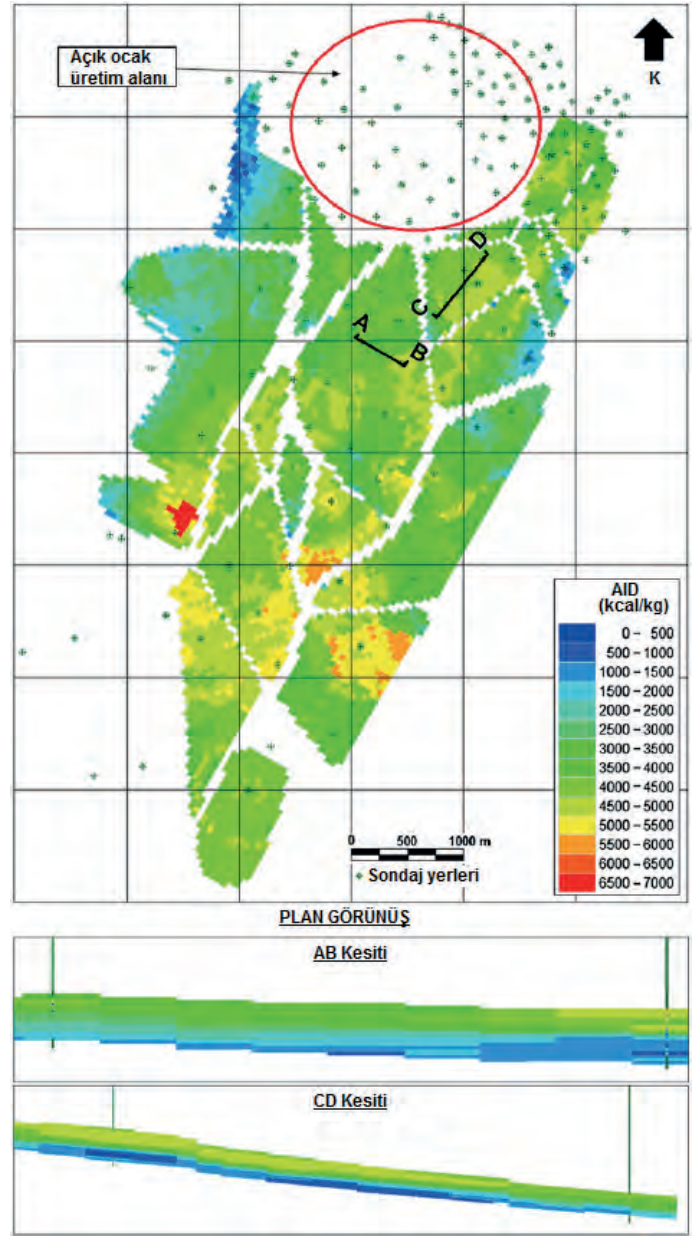 Açık ocak
üretim alanı
K
D
C
A
B
AID
(kcal/kg)
0 - 500
500 - 1000
1000 - 1500
1500 - 2000
2000 - 2500
2500 - 3000
3000 - 3500
3500 - 4000
4000 - 4500
4500 - 5000
5000 - 5500
5500 - 6000
6000 - 6500
6500 - 7000
0 500 1000 m
Sondaj yerleri
PLAN GÖRÜNÜŞ
AB Kesiti
CD Kesiti